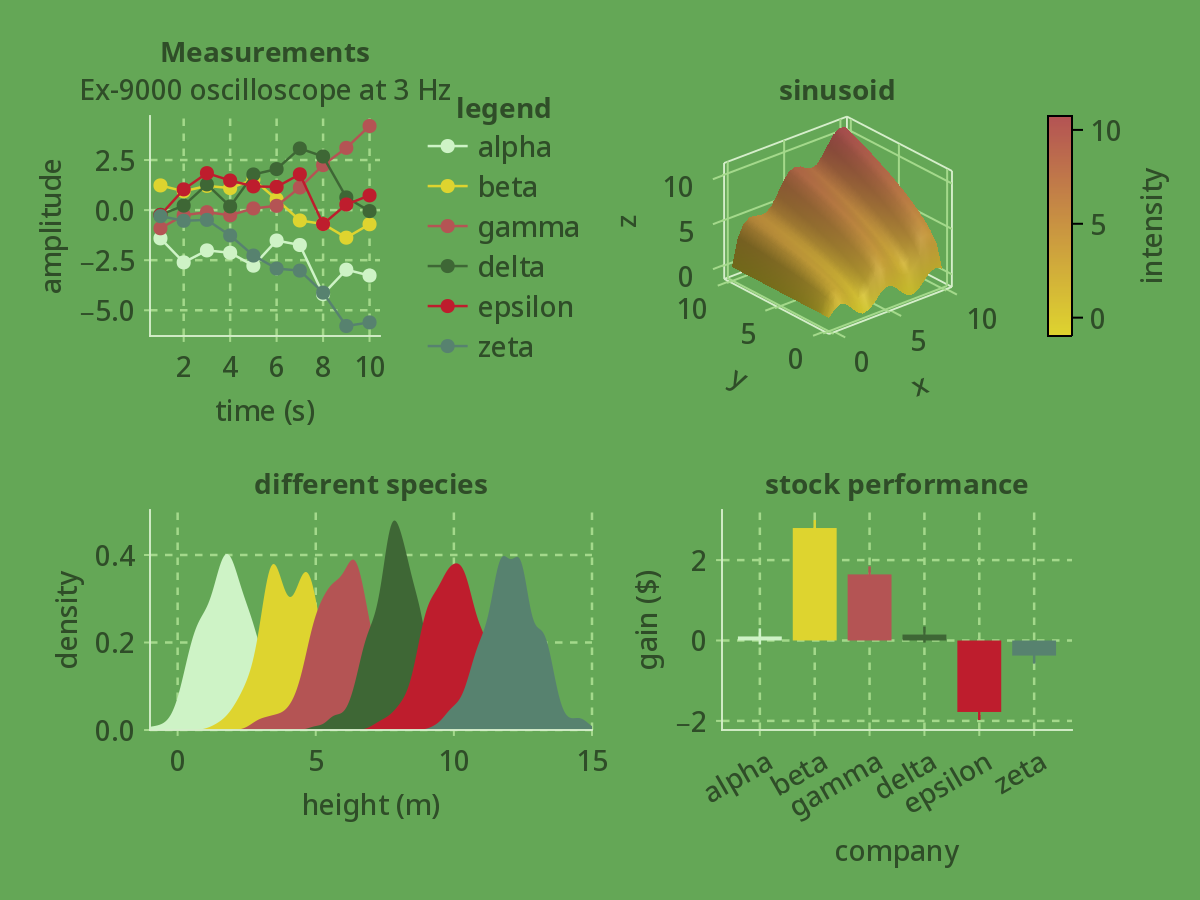 Measurements
Ex-9000 oscilloscope at 3 Hz
amplitude
2.5
0.0
−2.5
−5.0
2 4 6 8 10
time (s)
legend
alpha
beta
gamma
delta
epsilon
zeta
sinusoid
z
10
5
0
10
5
0
y
0
5
10
x
10
5
0
intensity
different species
density
0.4
0.2
0.0
0 5 10 15
height (m)
stock performance
gain ($)
2
0
−2
alpha
beta
gamma
delta
epsilon
zeta
company